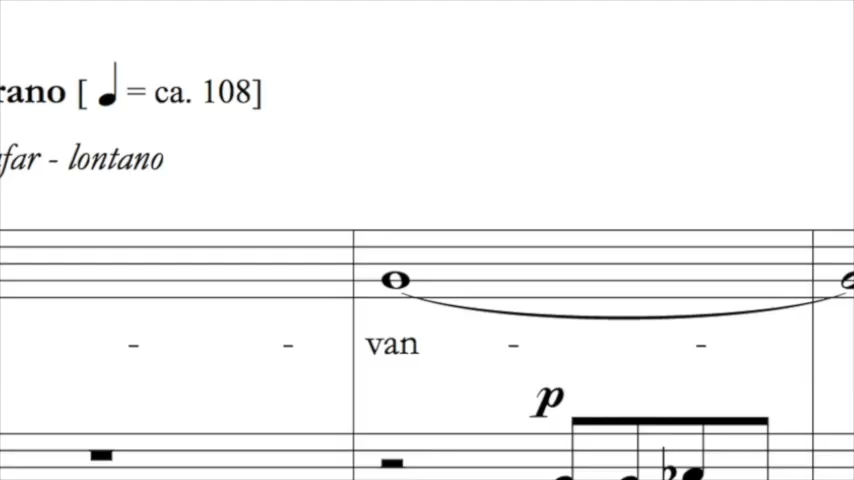 rano [ ♩ = ca. 108]
far - lontano
- - van - -
p